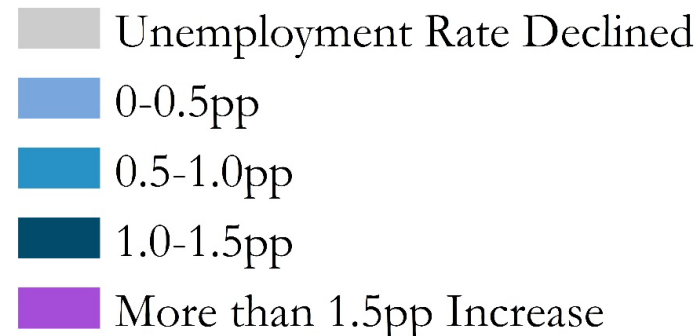 Unemployment Rate Declined
0-0.5pp
0.5-1.0pp
1.0-1.5pp
More than 1.5pp Increase